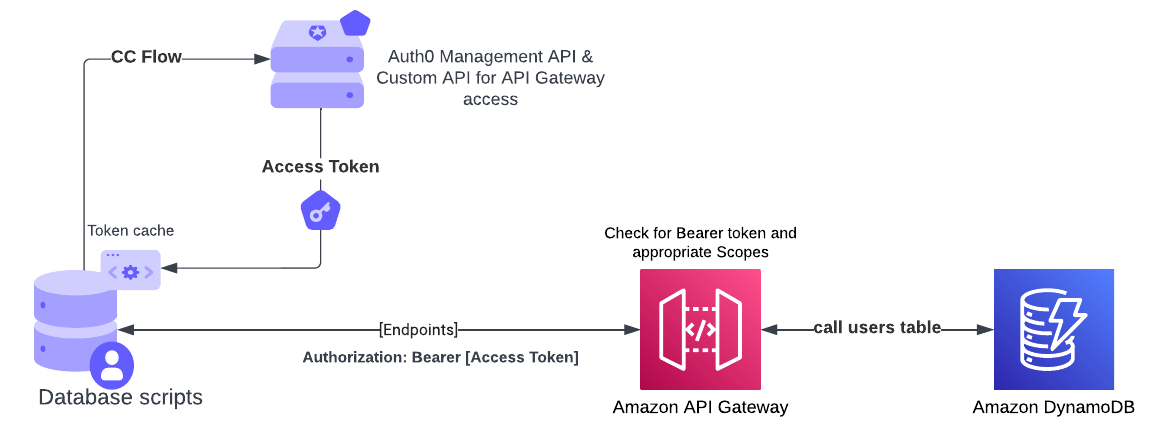 CC Flow
Auth0 Management API &
Custom API for API Gateway
access
Access Token
Token cache
Check for Bearer token and
appropriate Scopes
[Endpoints]
call users table
Authorization: Bearer [Access Token]
Database scripts
Amazon API Gateway
Amazon DynamoDB